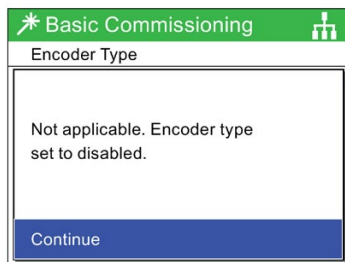 Basic Commissioning
Encoder Type
Not applicable. Encoder type
set to disabled.
Continue